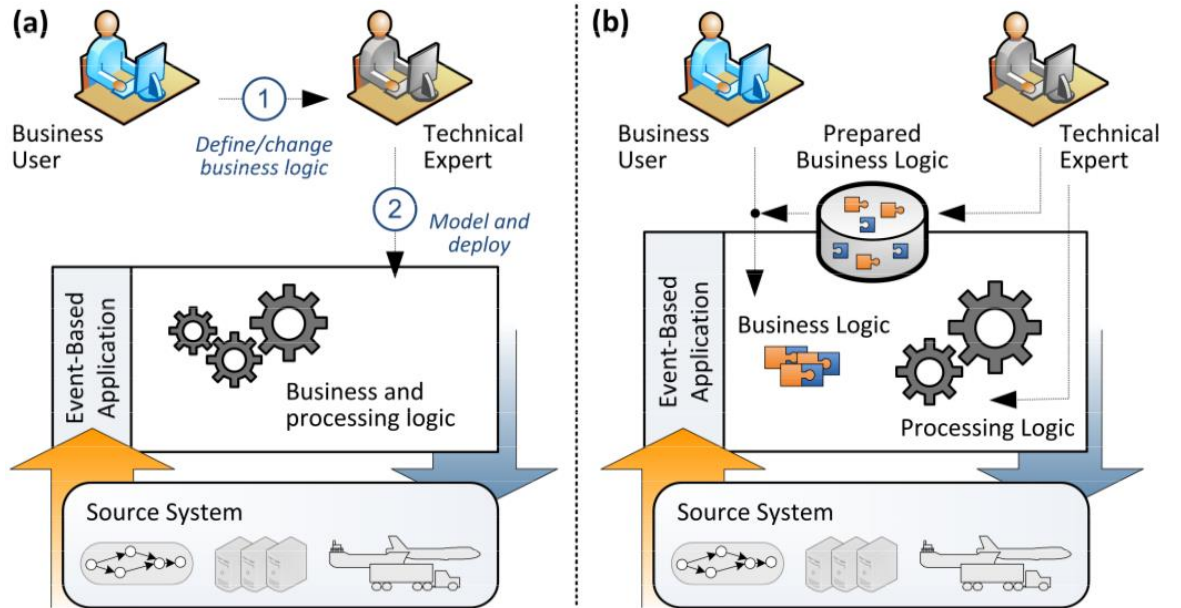 (a)
Business
User
1
Define/change
business logic
Technical
Expert
2
Model and
deploy
Event-Based
Application
Business and
processing logic
Source System
(b)
Business
User
Prepared
Business Logic
Technical
Expert
Event-Based
Application
Business Logic
Processing Logic
Source System